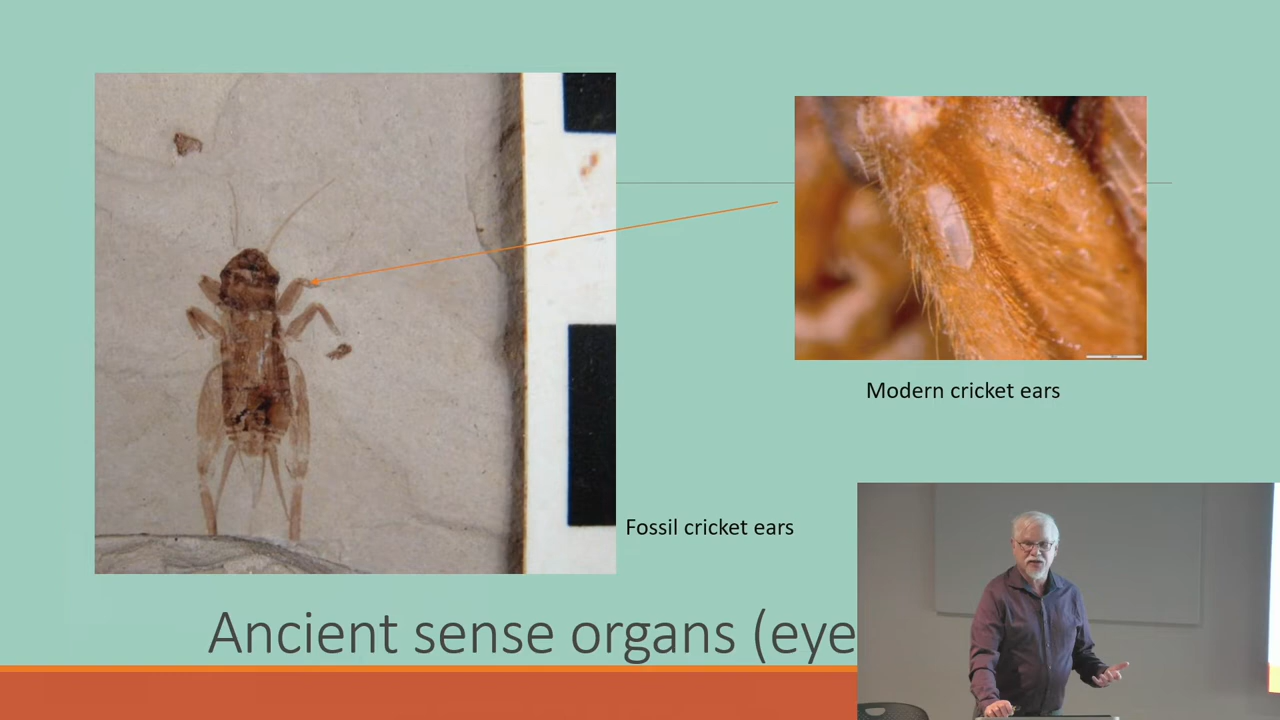 Modern cricket ears
Fossil cricket ears
Ancient sense organs (eye